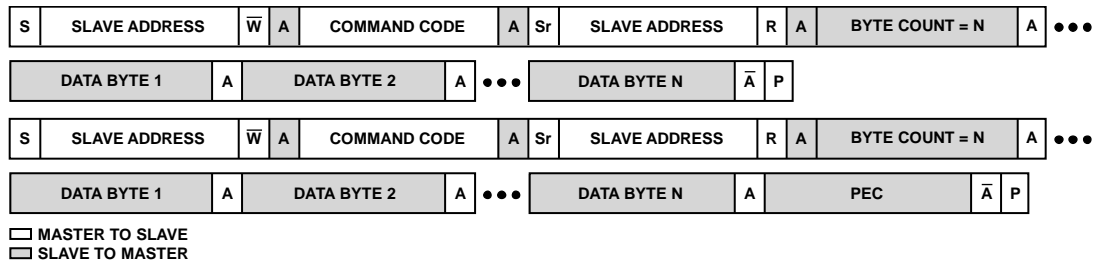 S SLAVE ADDRESS W̅ A COMMAND CODE A Sr SLAVE ADDRESS R A BYTE COUNT = N A •••
DATA BYTE 1 A DATA BYTE 2 A ••• DATA BYTE N A̅ P
S SLAVE ADDRESS W̅ A COMMAND CODE A Sr SLAVE ADDRESS R A BYTE COUNT = N A •••
DATA BYTE 1 A DATA BYTE 2 A ••• DATA BYTE N A PEC A̅ P
MASTER TO SLAVE
SLAVE TO MASTER